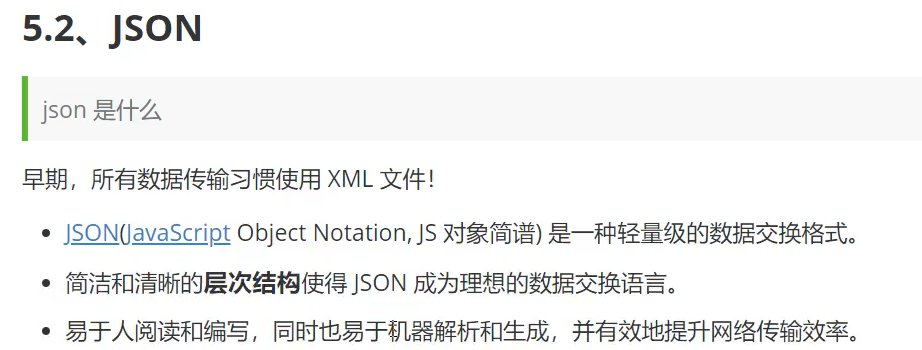 5.2、JSON
json 是什么
早期，所有数据传输习惯使用 XML 文件！
JSON(JavaScript Object Notation, JS 对象简谱) 是一种轻量级的数据交换格式。
简洁和清晰的层次结构使得 JSON 成为理想的数据交换语言。
易于人阅读和编写，同时也易于机器解析和生成，并有效地提升网络传输效率。